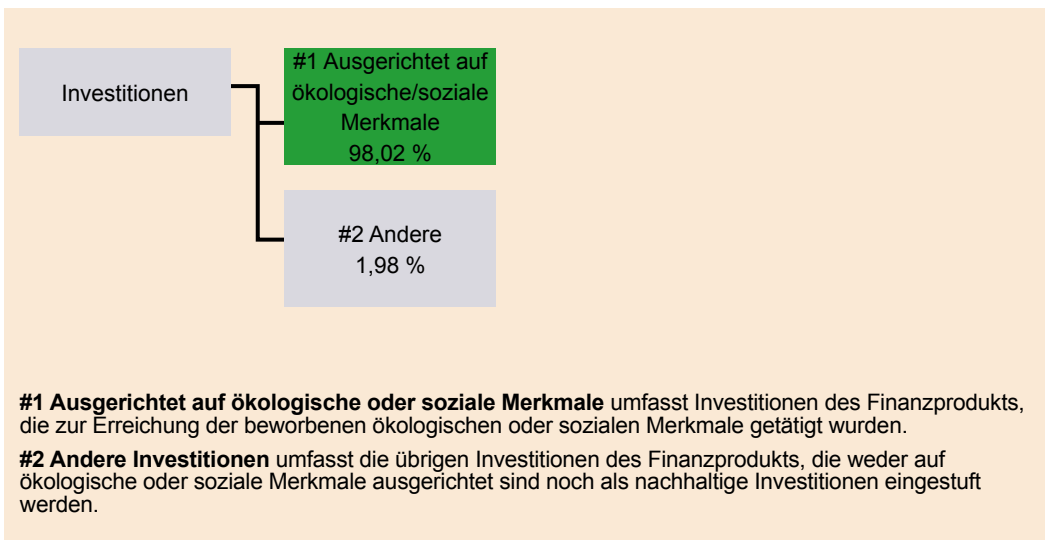 Investitionen
#1 Ausgerichtet auf
ökologische/soziale
Merkmale
98,02 %
#2 Andere
1,98 %
#1 Ausgerichtet auf ökologische oder soziale Merkmale umfasst Investitionen des Finanzprodukts,
die zur Erreichung der beworbenen ökologischen oder sozialen Merkmale getätigt wurden.
#2 Andere Investitionen umfasst die übrigen Investitionen des Finanzprodukts, die weder auf
ökologische oder soziale Merkmale ausgerichtet sind noch als nachhaltige Investitionen eingestuft
werden.